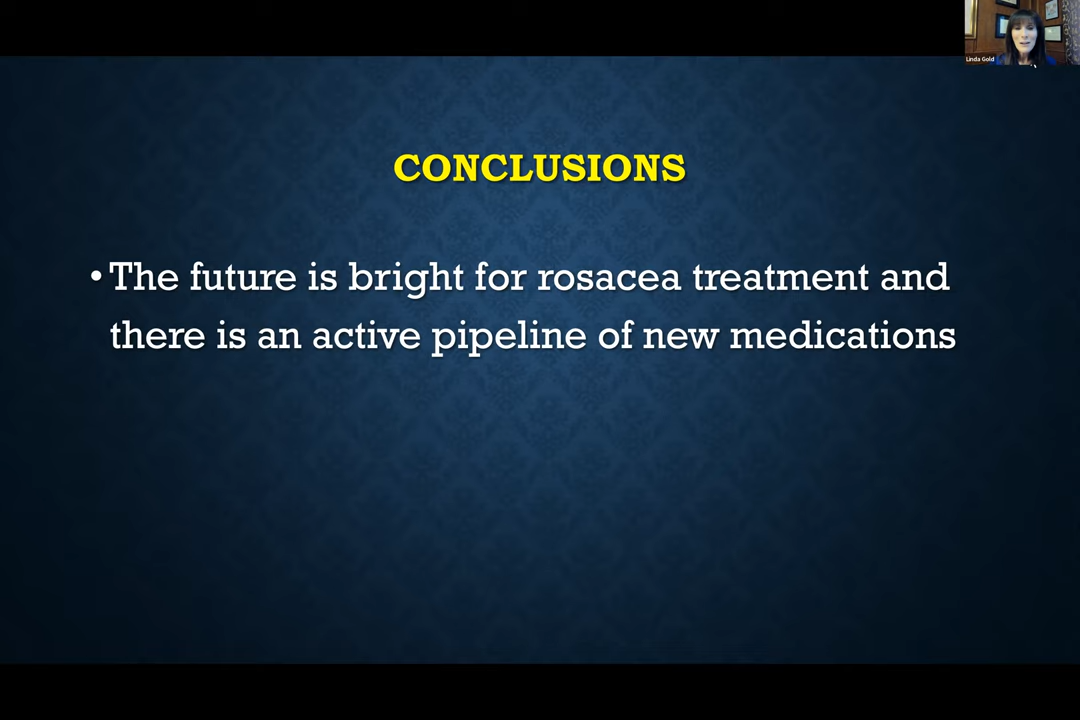 Linda Gold
CONCLUSIONS
• The future is bright for rosacea treatment and
there is an active pipeline of new medications